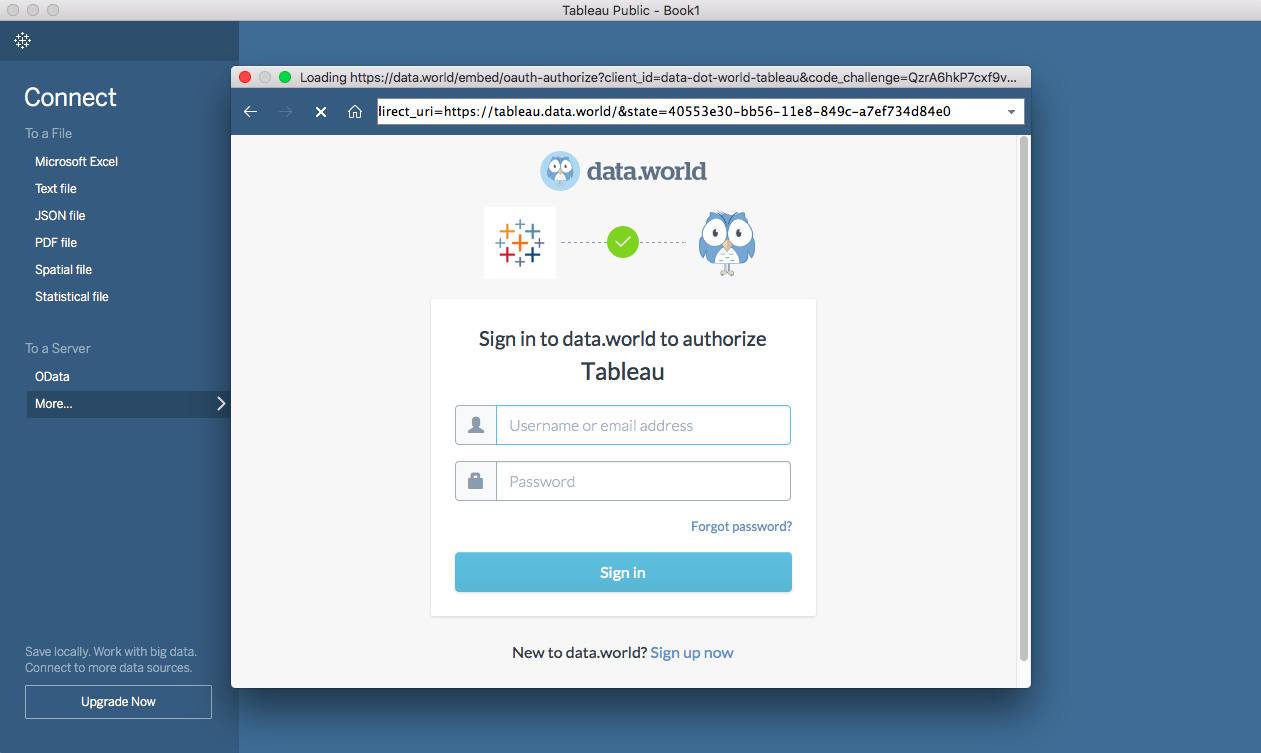 Tableau Public - Book1
Connect
To a File
Microsoft Excel
Text file
JSON file
PDF file
Spatial file
Statistical file
To a Server
OData
More...
Save locally. Work with big data.
Connect to more data sources.
Upgrade Now
Loading https://data.world/embed/oauth-authorize?client_id=data-dot-world-tableau&code_challenge=QzrA6hkP7cxf9v...
lirect_uri=https://tableau.data.world/&state=40553e30-bb56-11e8-849c-a7ef734d84e0
data.world
Sign in to data.world to authorize
Tableau
Username or email address
Password
Forgot password?
Sign in
New to data.world? Sign up now